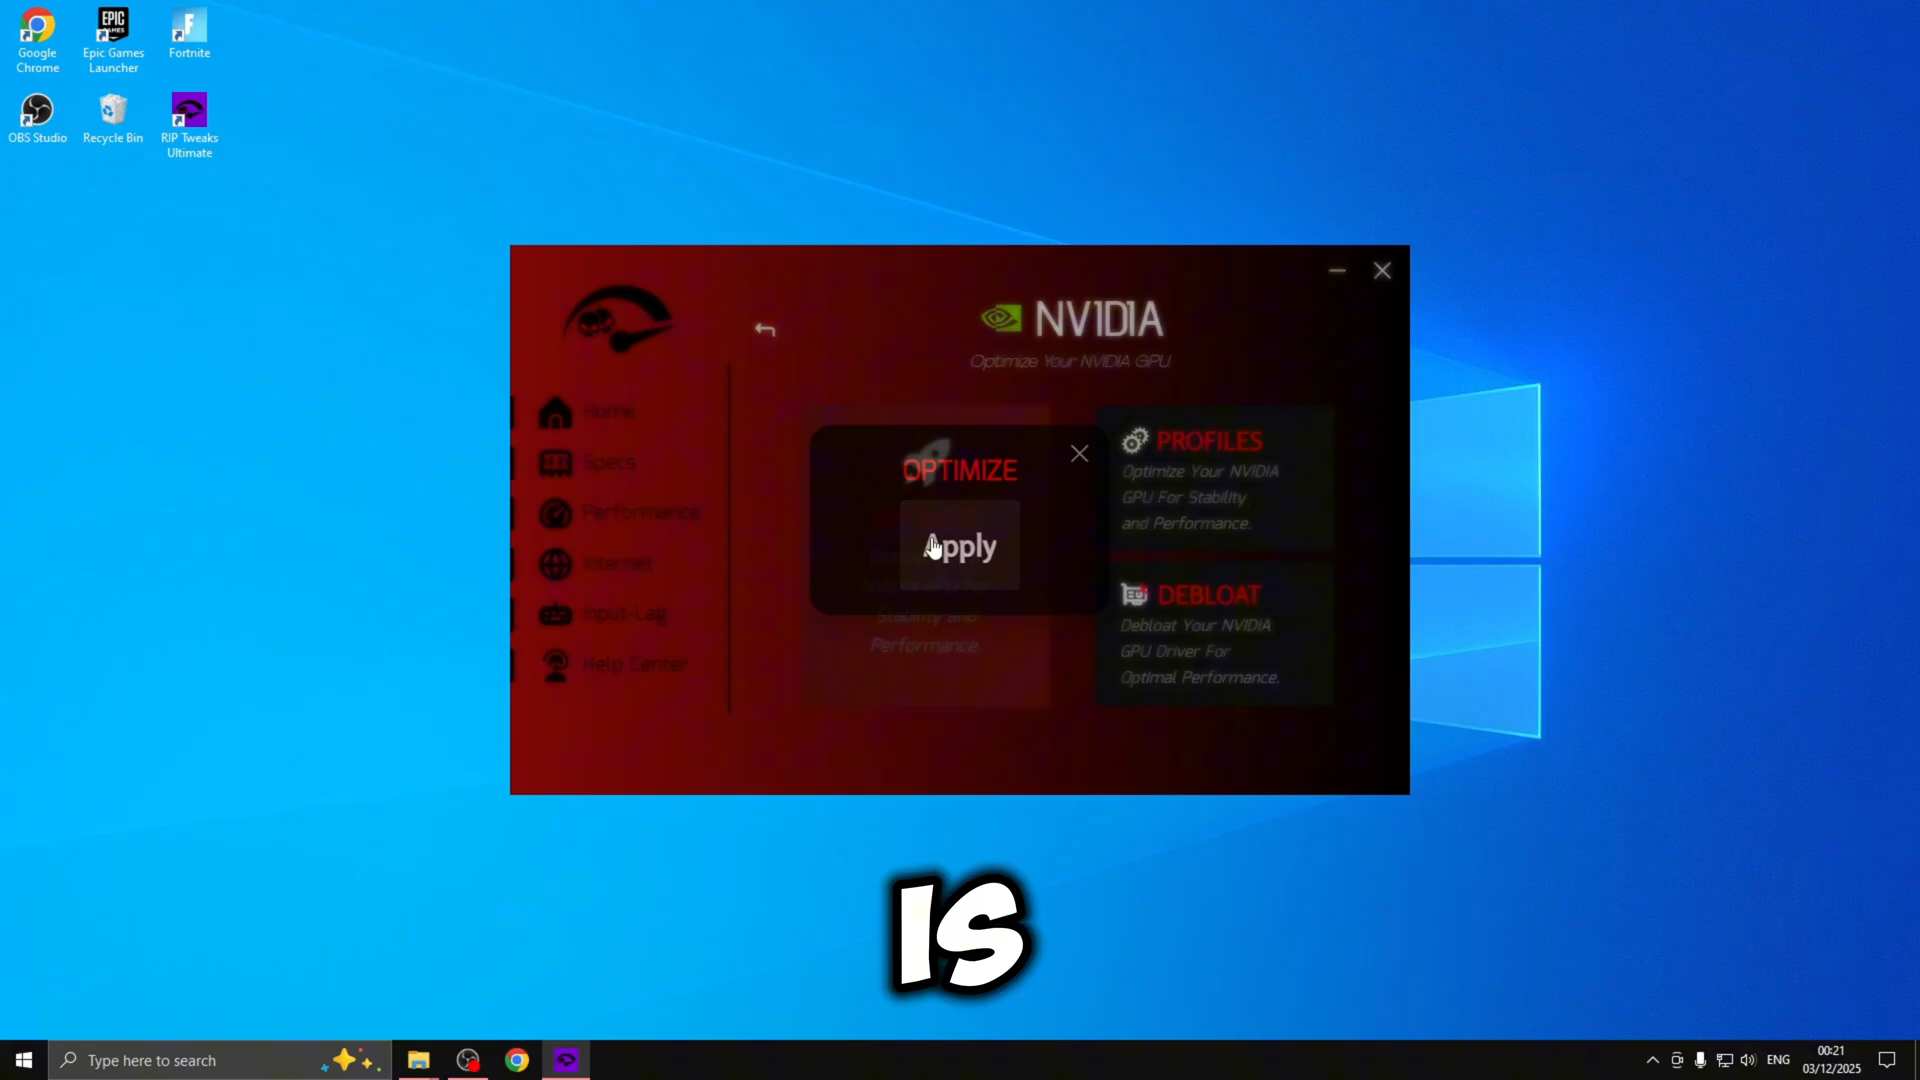 Google
Chrome
Epic Games
Launcher
Fortnite
OBS Studio
Recycle Bin
RIP Tweaks
Ultimate
NVIDIA
Optimize Your NVIDIA GPU
Home
Specs
Performance
Internet
Input-Lag
Help Center
OPTIMIZE
Apply
Stability and
Performance.
PROFILES
Optimize Your NVIDIA
GPU For Stability
and Performance.
DEBLOAT
Debloat Your NVIDIA
GPU Driver For
Optimal Performance.
IS
Type here to search
ENG
00:21
03/12/2025